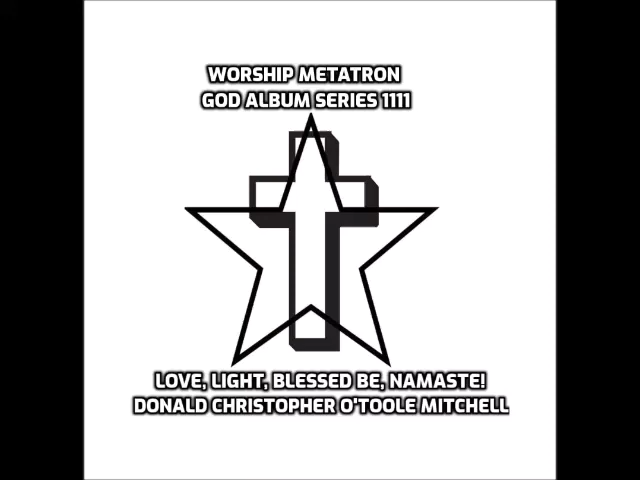 WORSHIP METATRON
GOD ALBUM SERIES 1111
LOVE, LIGHT, BLESSED BE, NAMASTE!
DONALD CHRISTOPHER O'TOOLE MITCHELL